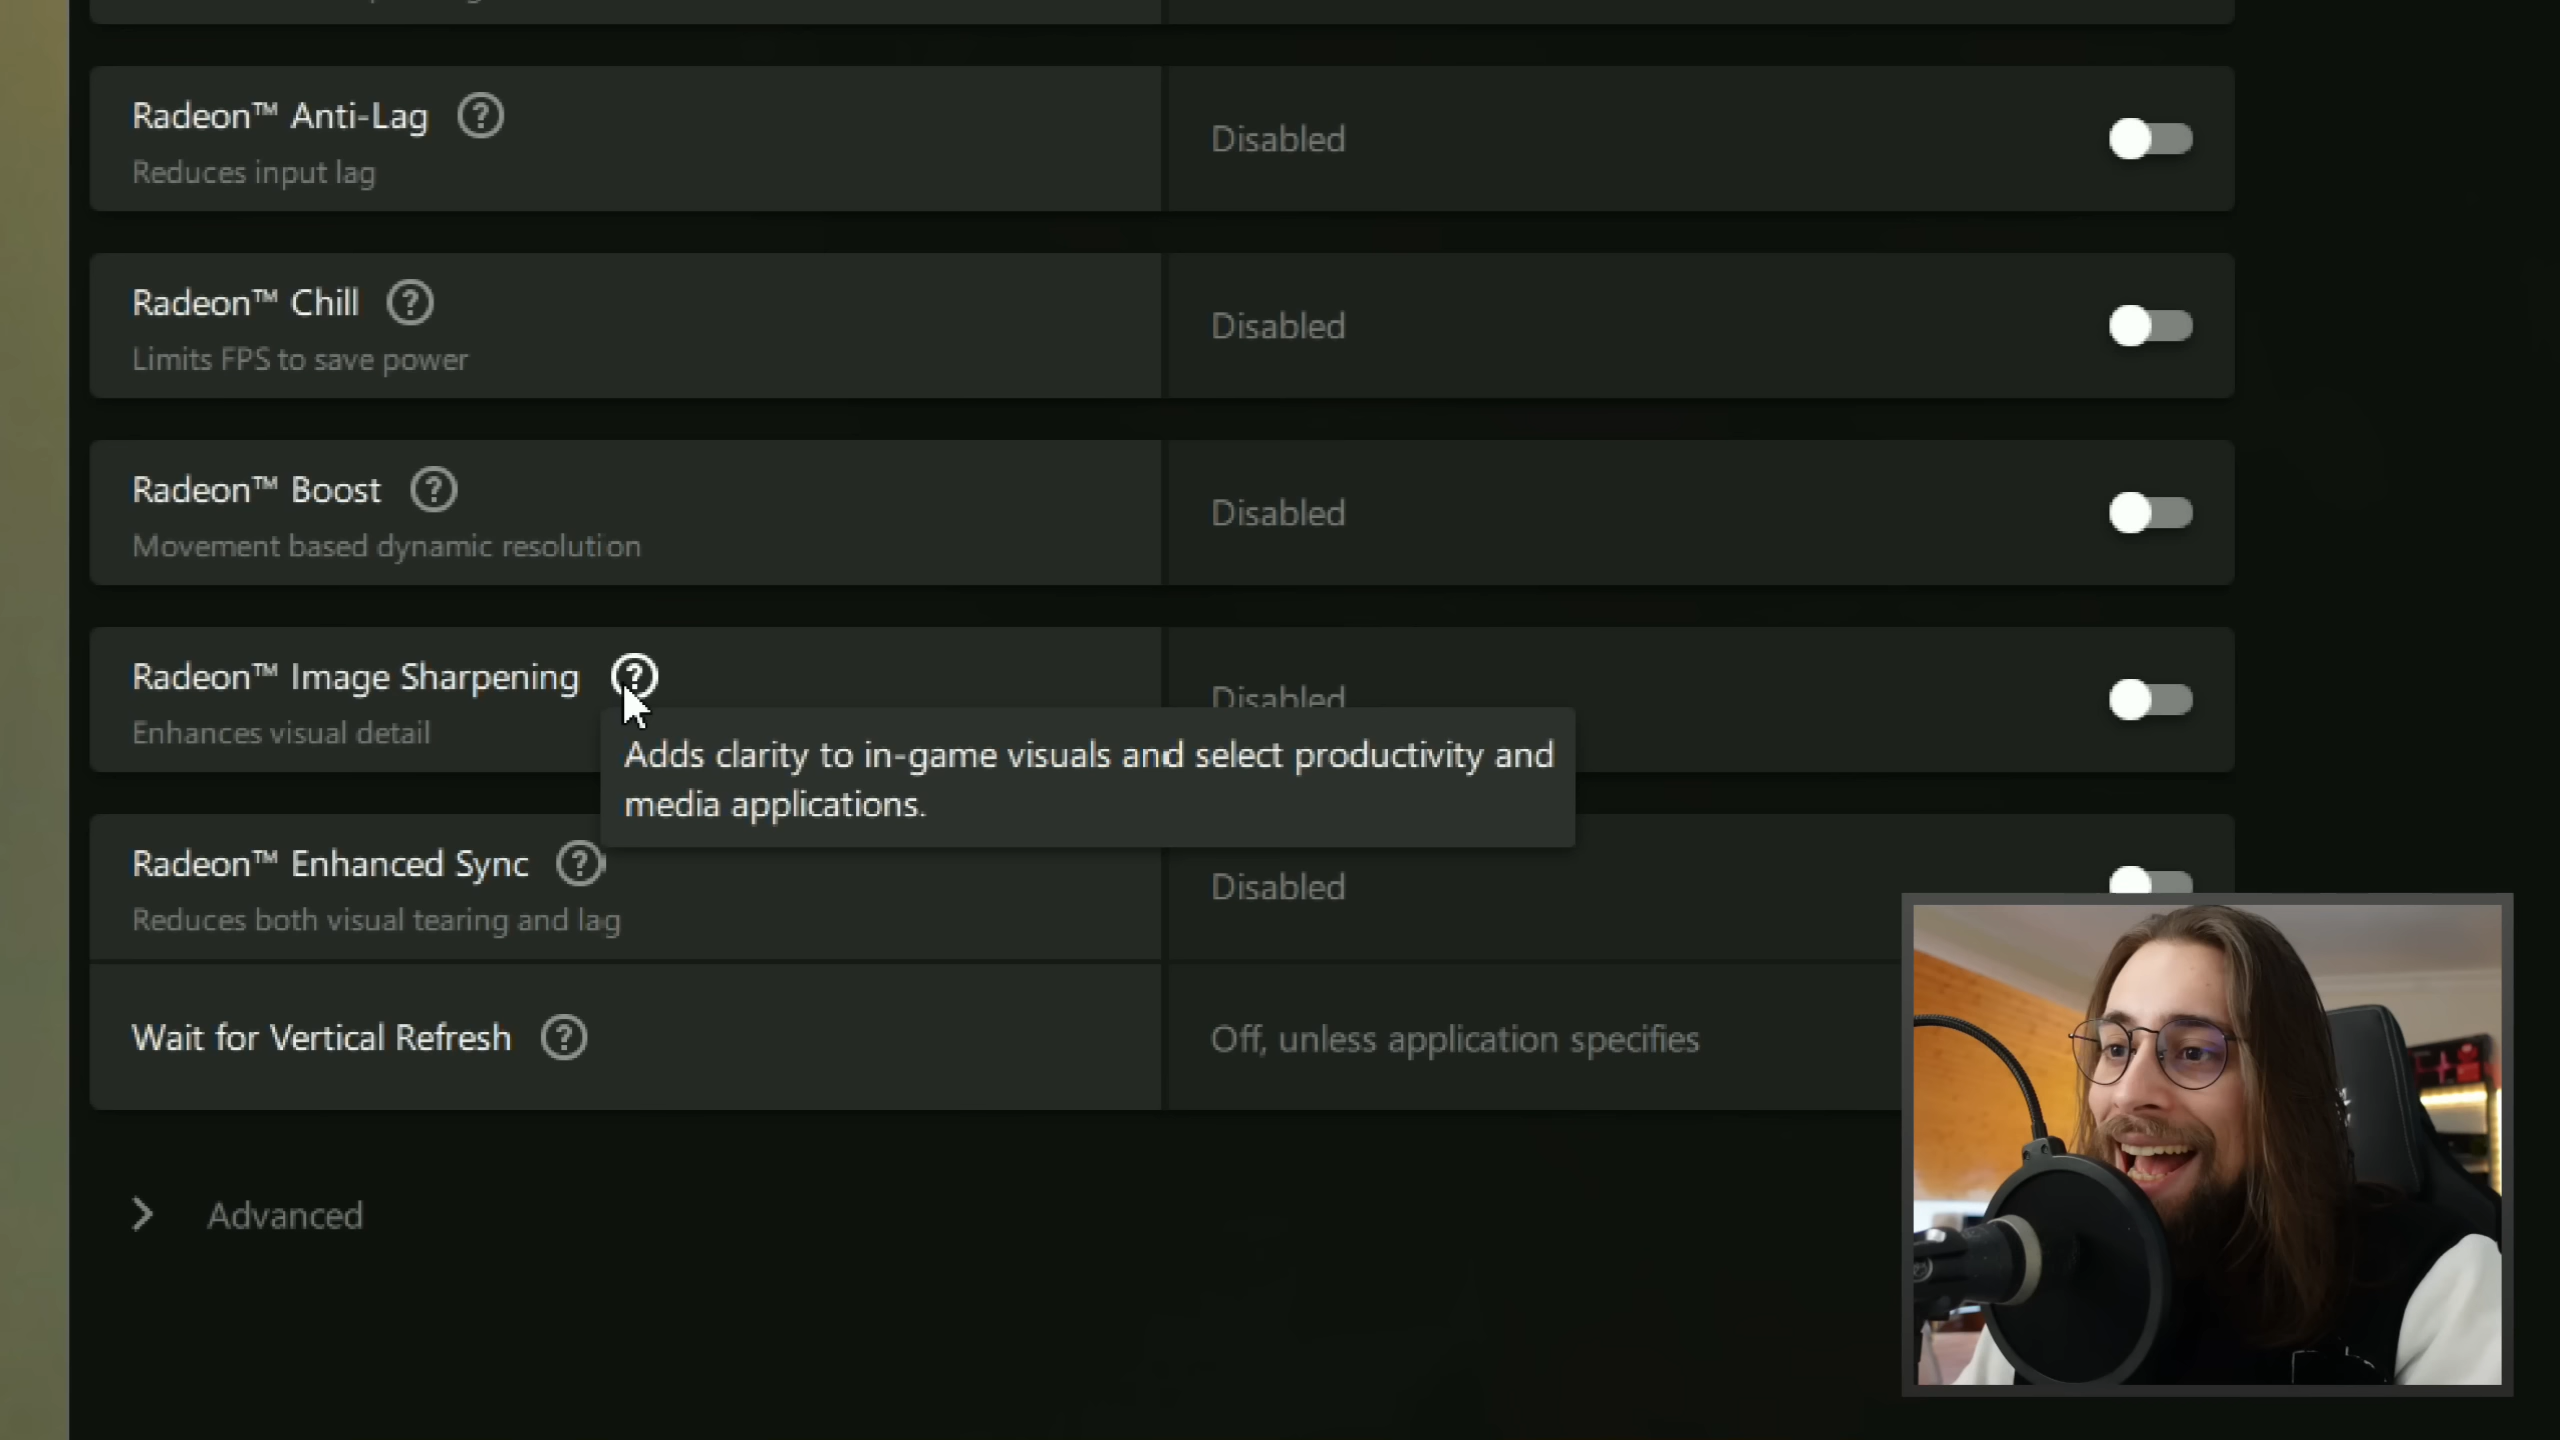 Radeon™ Anti-Lag
Reduces input lag
Disabled
Radeon™ Chill
Limits FPS to save power
Disabled
Radeon™ Boost
Movement based dynamic resolution
Disabled
Radeon™ Image Sharpening
Enhances visual detail
Disabled
Adds clarity to in-game visuals and select productivity and
media applications.
Radeon™ Enhanced Sync
Reduces both visual tearing and lag
Disabled
Wait for Vertical Refresh
Off, unless application specifies
Advanced